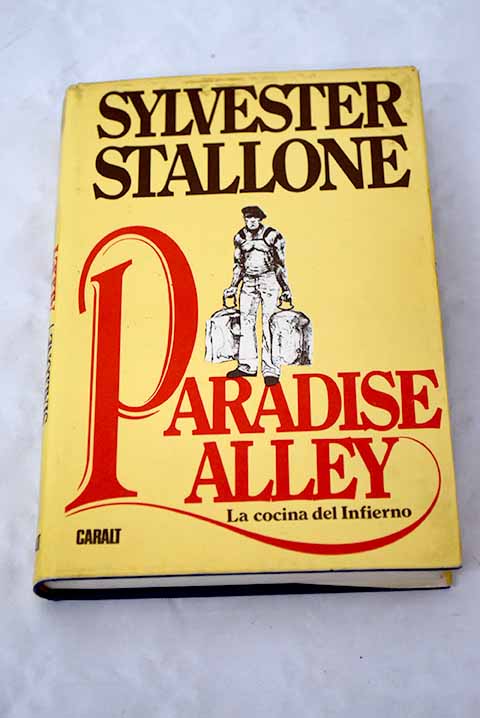 SYLVESTER
STALLONE
PARADISE
ALLEY
La cocina del Infierno
CARALT